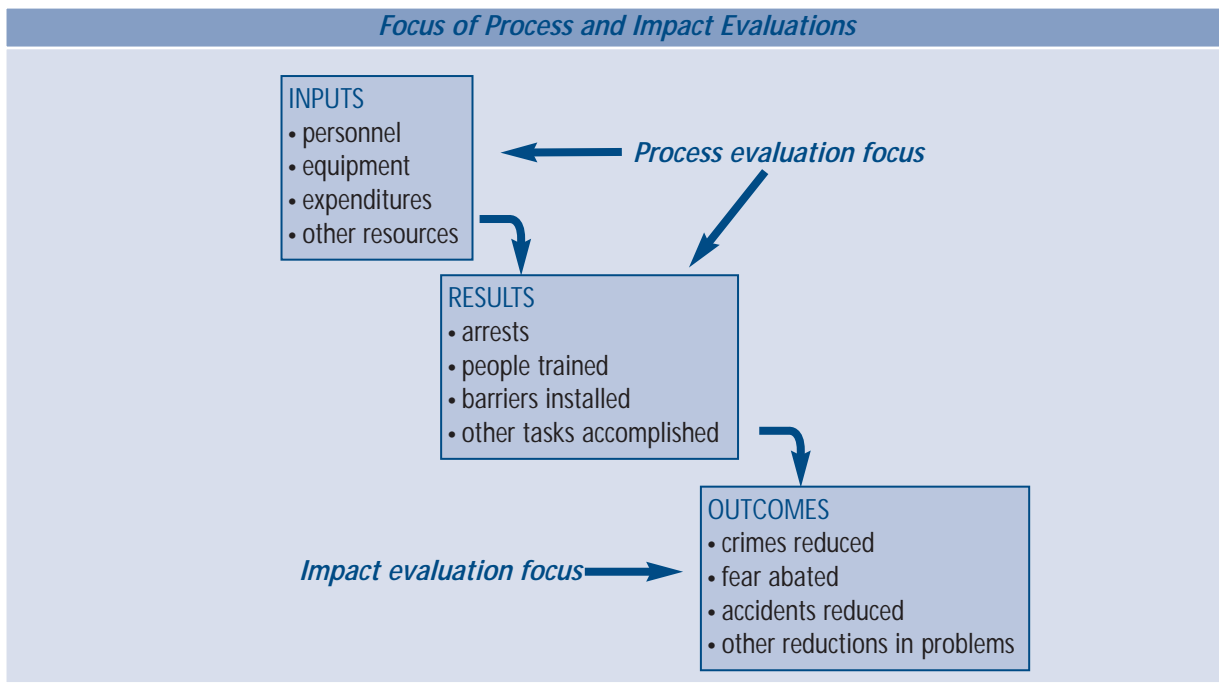 Focus of Process and Impact Evaluations
INPUTS
• personnel
• equipment
• expenditures
• other resources
Process evaluation focus
RESULTS
• arrests
• people trained
• barriers installed
• other tasks accomplished
OUTCOMES
• crimes reduced
• fear abated
• accidents reduced
• other reductions in problems
Impact evaluation focus